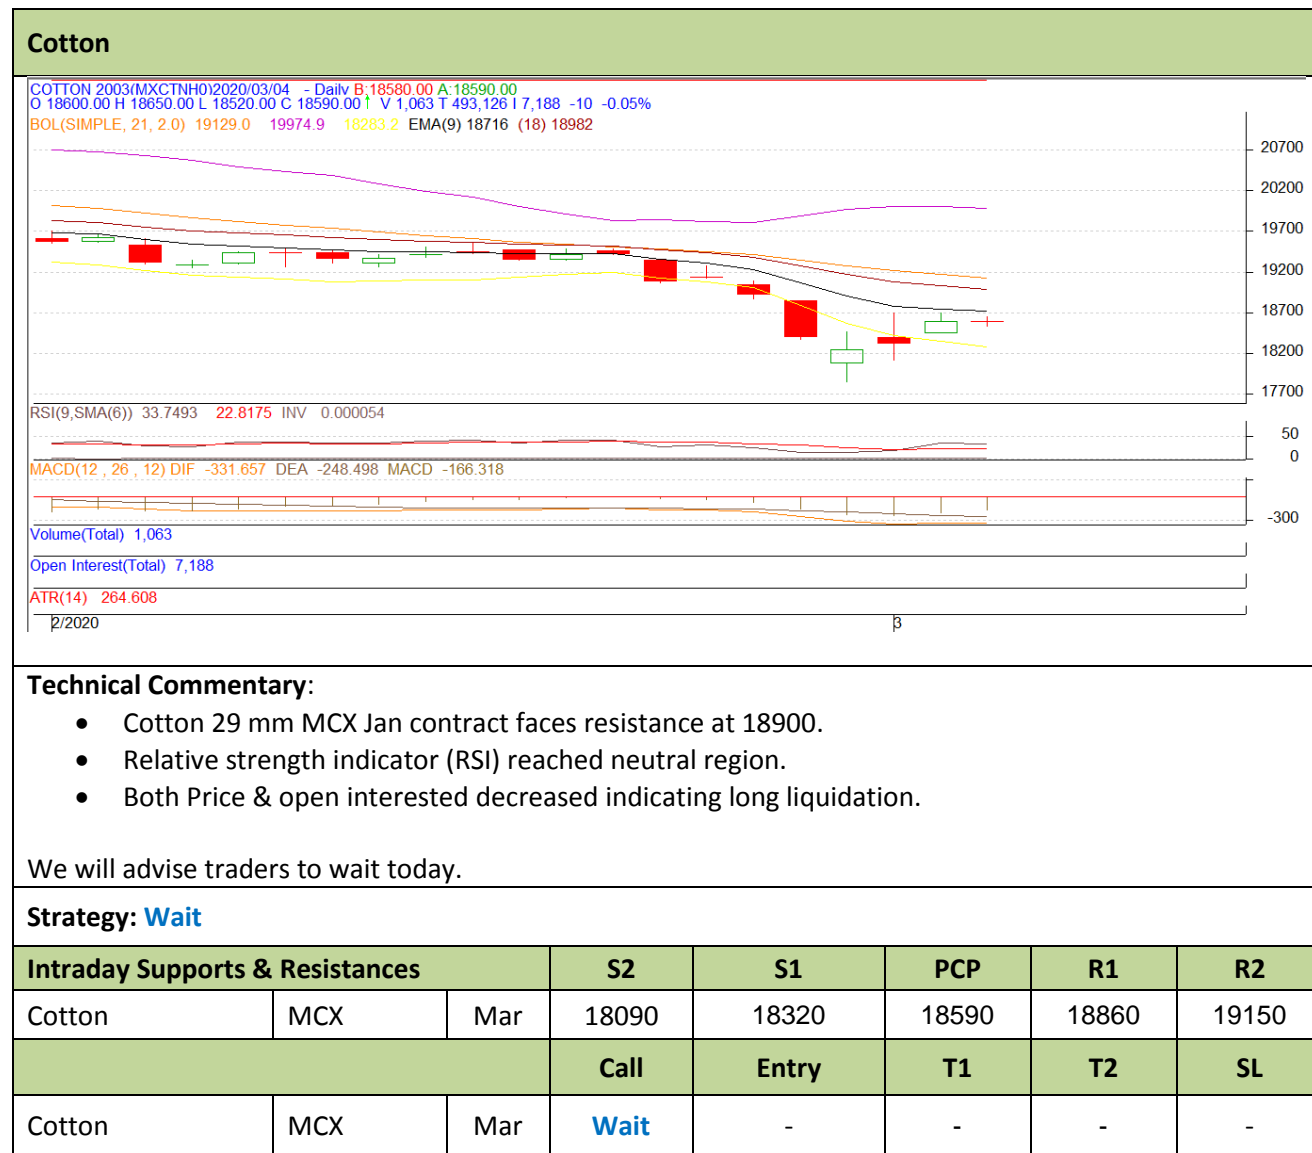 Cotton
COTTON 2003(MXCTNH0)2020/03/04 - Daily B:18580.00 A:18590.00
O 18600.00 H 18650.00 L 18520.00 C 18590.00↑ V 1,063 T 493,126 I 7,188 -10 -0.05%
BOL(SIMPLE, 21, 2.0) 19129.0 19974.9 18283.2 EMA(9) 18716 (18) 18982
20700
20200
19700
19200
18700
18200
17700
RSI(9,SMA(6)) 33.7493 22.8175 INV 0.000054
50
0
MACD(12 , 26 , 12) DIF -331.657 DEA -248.498 MACD -166.318
-300
Volume(Total) 1,063
Open Interest(Total) 7,188
ATR(14) 264.608
2/2020 3
Technical Commentary:
• Cotton 29 mm MCX Jan contract faces resistance at 18900.
• Relative strength indicator (RSI) reached neutral region.
• Both Price & open interested decreased indicating long liquidation.
We will advise traders to wait today.
Strategy: Wait
Intraday Supports & Resistances S2 S1 PCP R1 R2
Cotton MCX Mar 18090 18320 18590 18860 19150
Call Entry T1 T2 SL
Cotton MCX Mar Wait - - - -